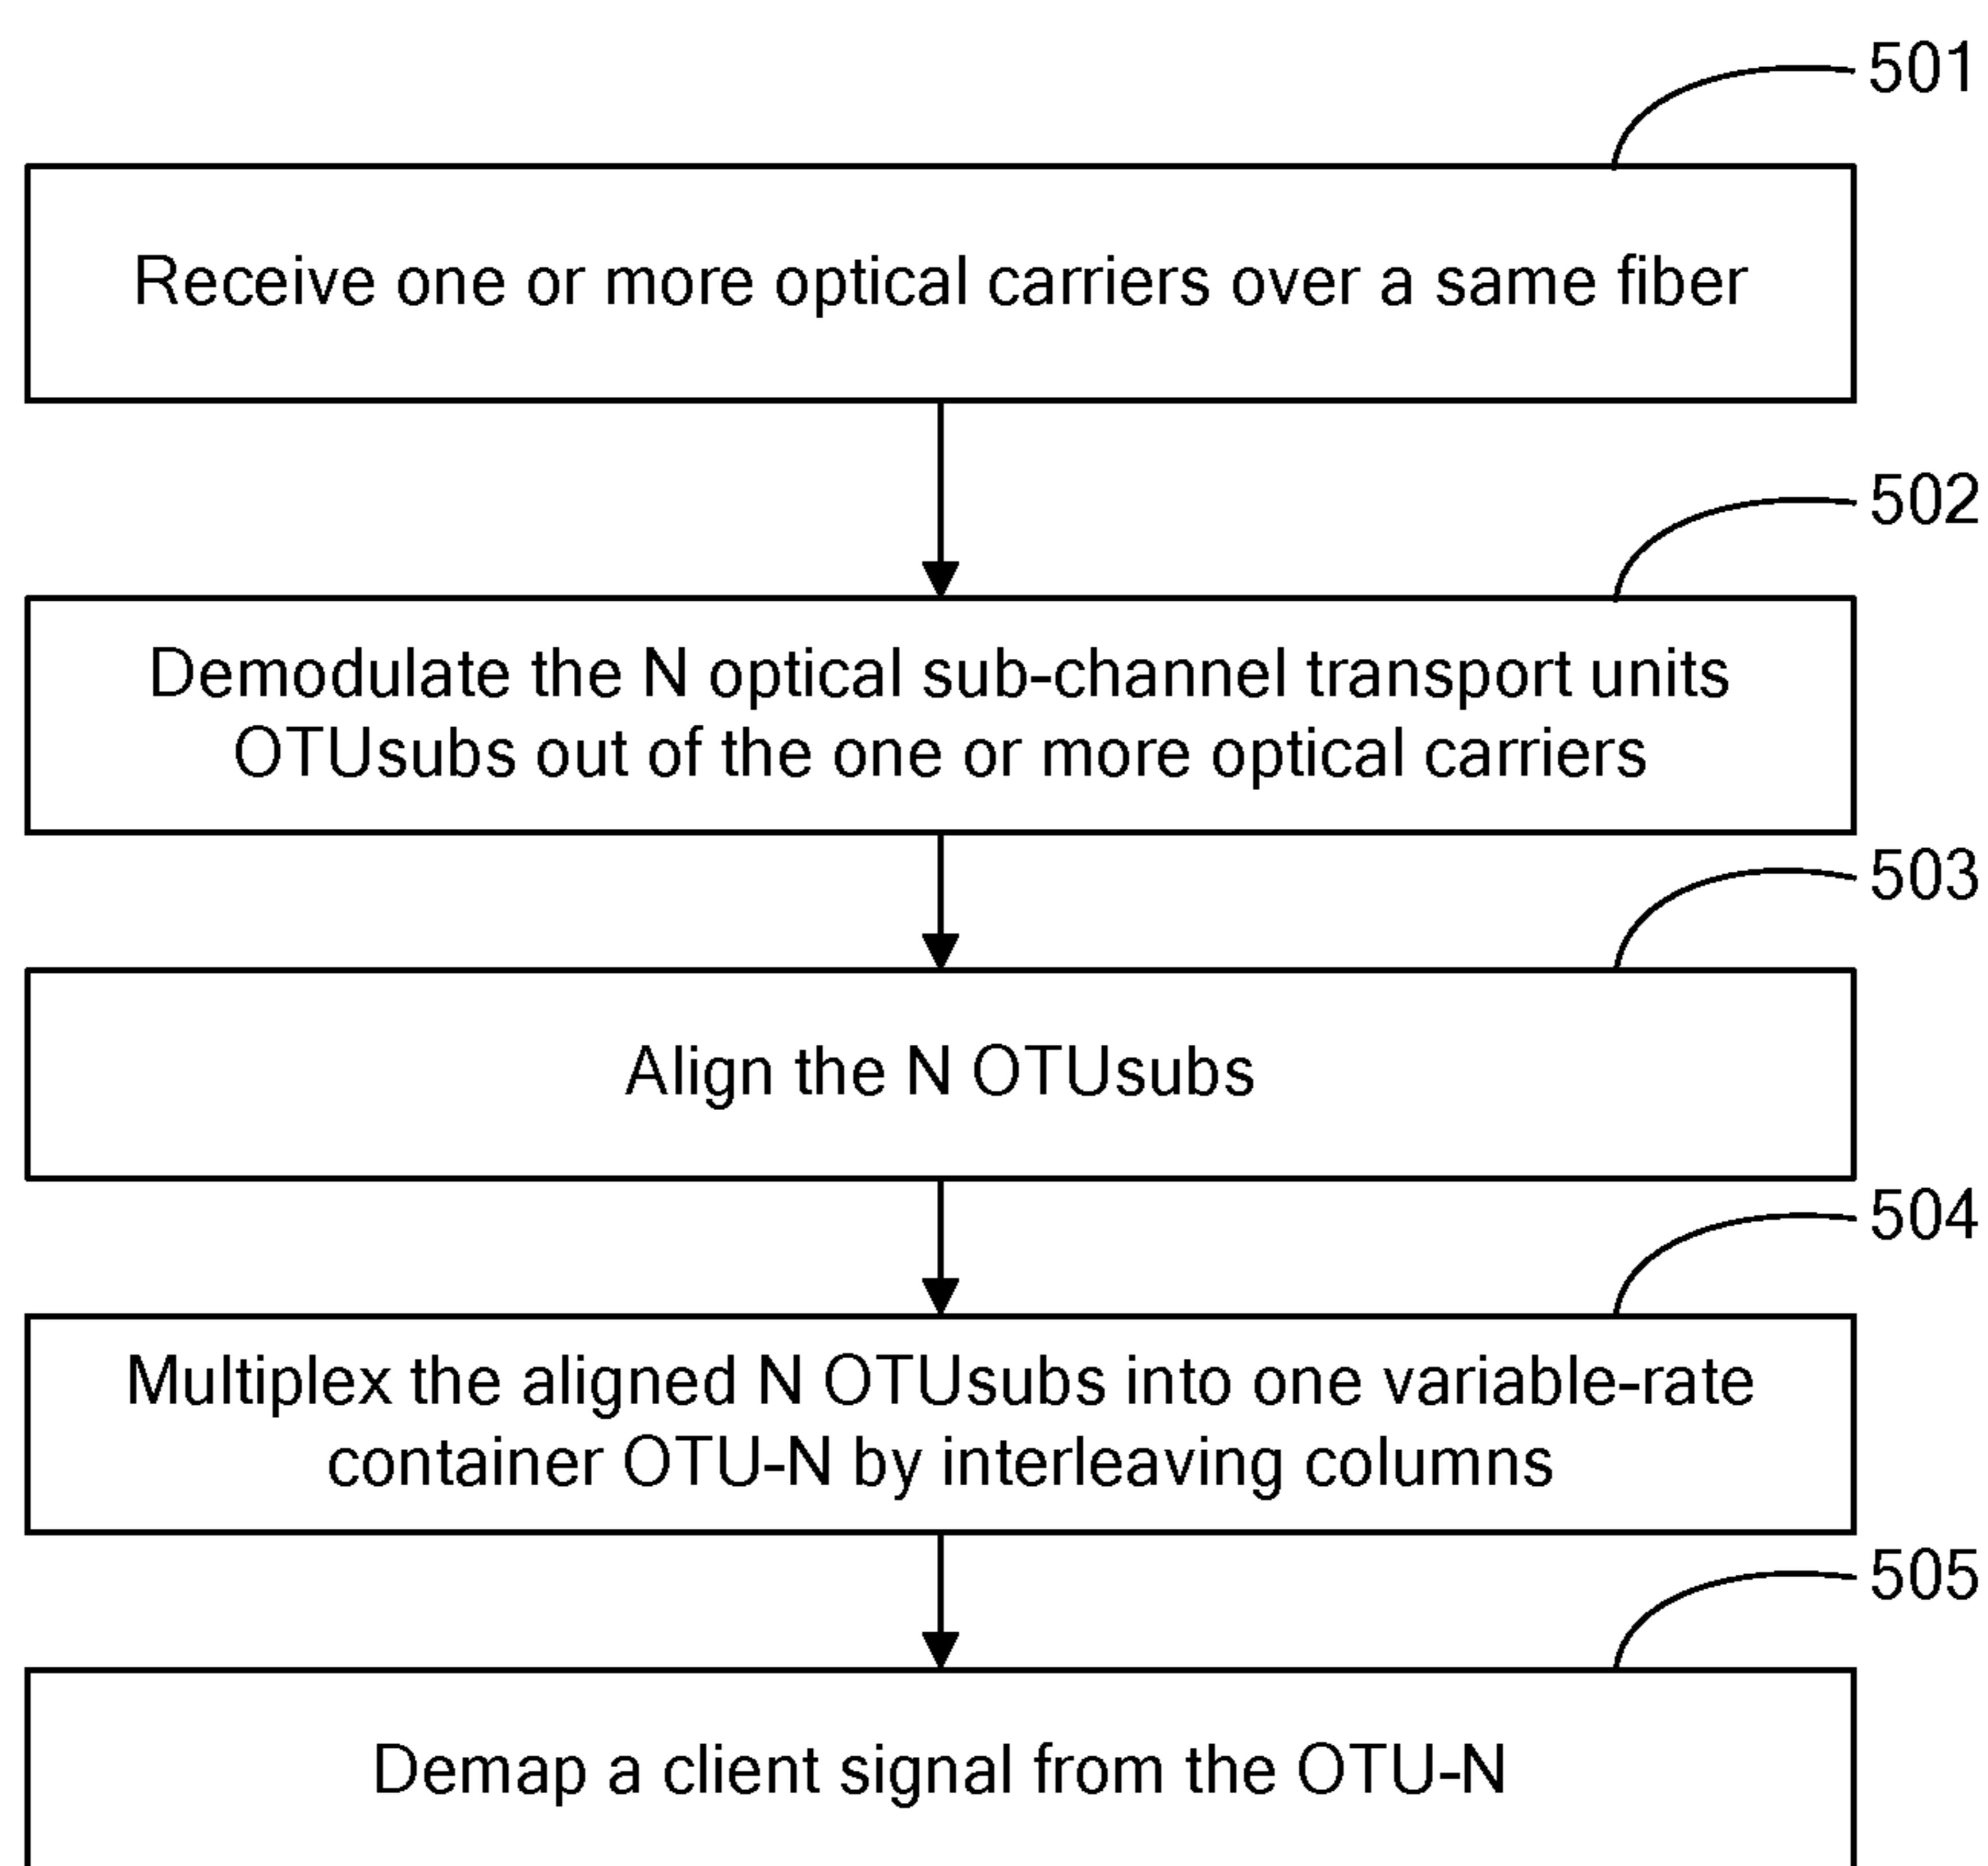 501
Receive one or more optical carriers over a same fiber
502
Demodulate the N optical sub-channel transport units
OTUsubs out of the one or more optical carriers
503
Align the N OTUsubs
504
Multiplex the aligned N OTUsubs into one variable-rate
container OTU-N by interleaving columns
505
Demap a client signal from the OTU-N